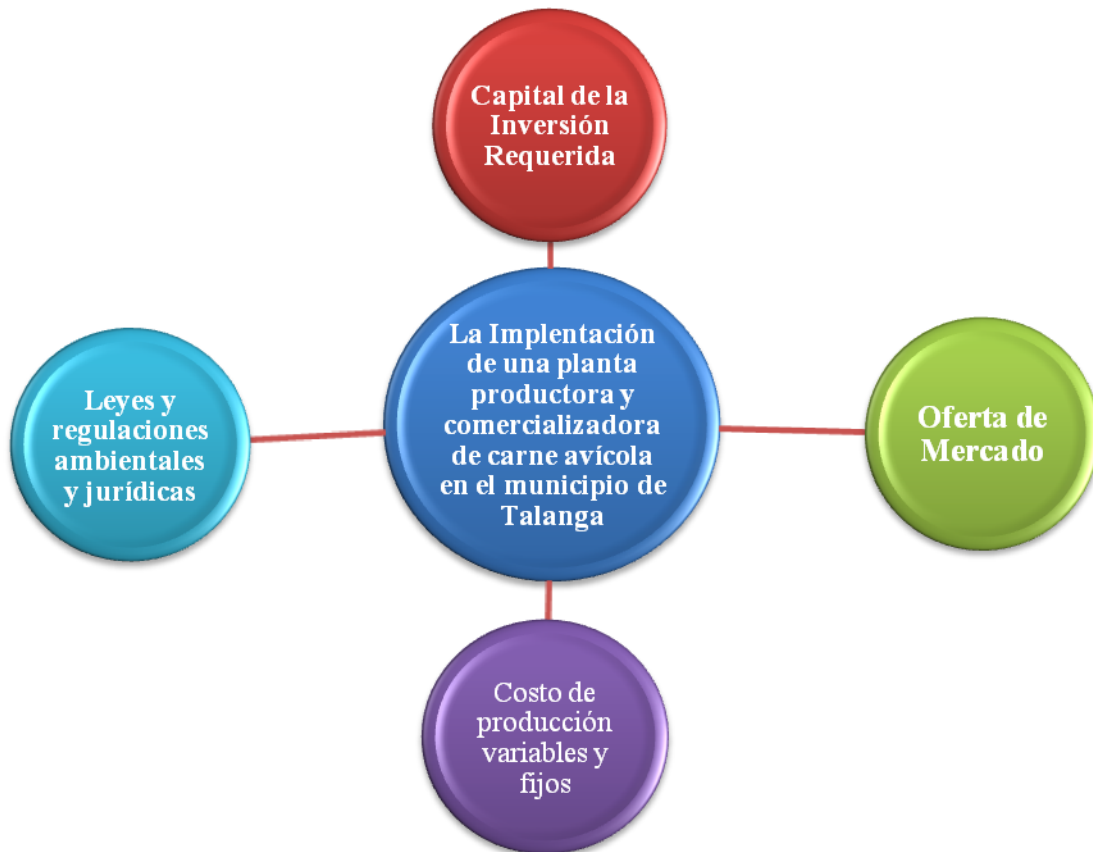 Capital de la
Inversión
Requerida
Leyes y
regulaciones
ambientales
y jurídicas
La Implentación
de una planta
productora y
comercializadora
de carne avícola
en el municipio de
Talanga
Oferta de
Mercado
Costo de
producción
variables y
fijos